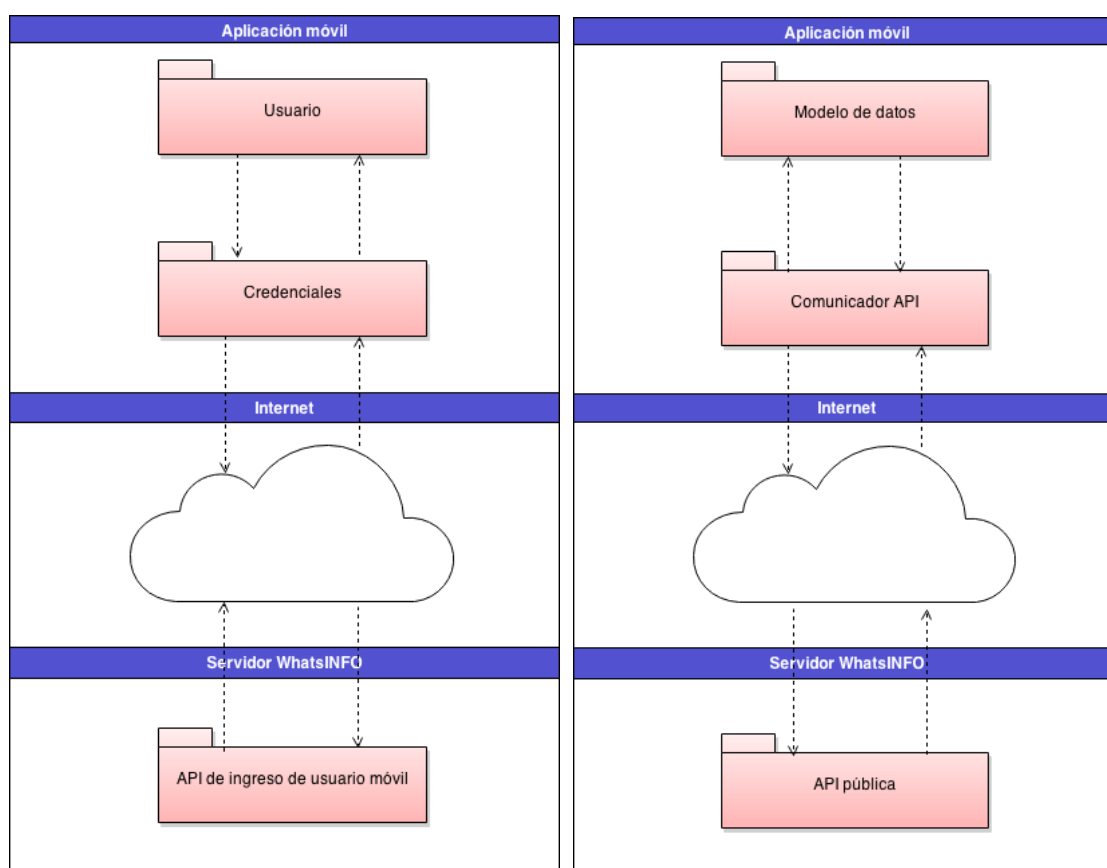 Aplicación móvil
Usuario
Credenciales
Internet
Servidor WhatsINFO
API de ingreso de usuario móvil
Aplicación móvil
Modelo de datos
Comunicador API
Internet
Servidor WhatsINFO
API pública